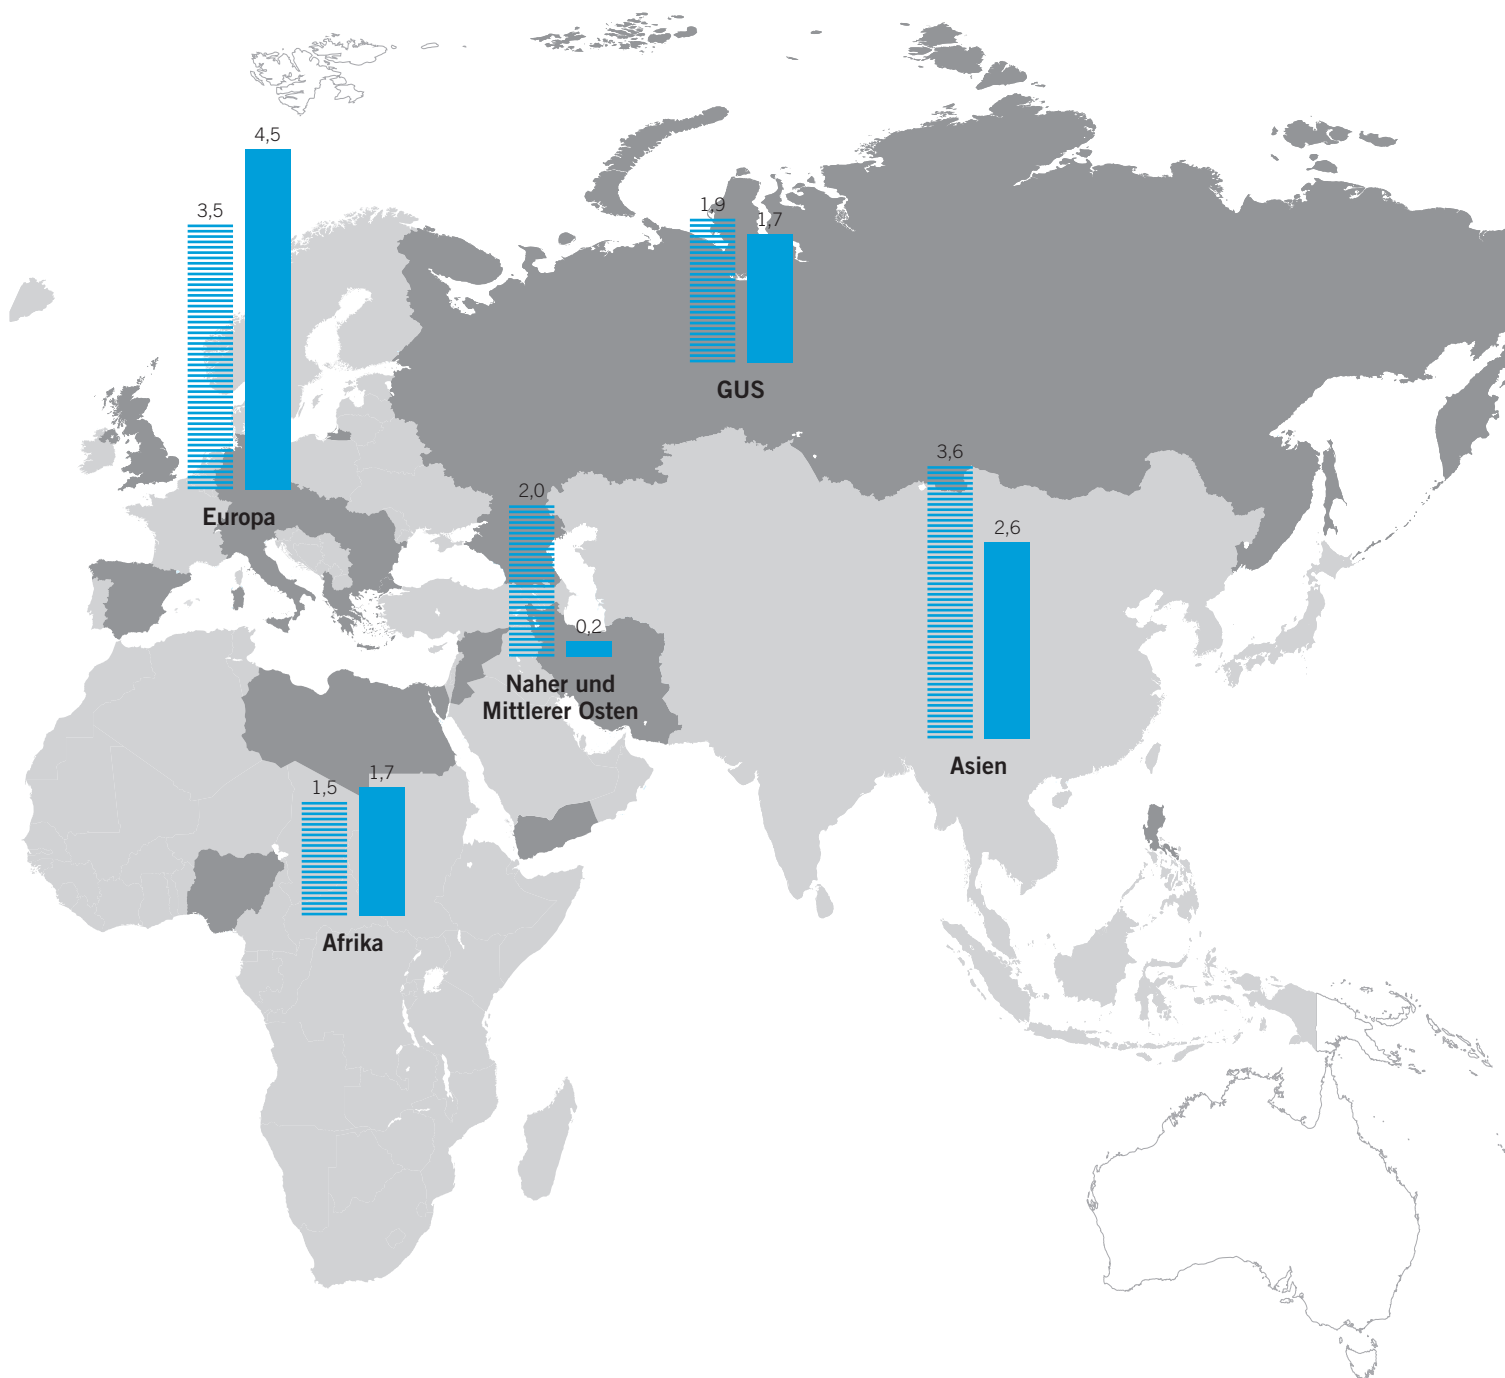 4,5
3,5
Europa
1,9
1,7
GUS
2,0
0,2
Naher und
Mittlerer Osten
3,6
2,6
Asien
1,5
1,7
Afrika